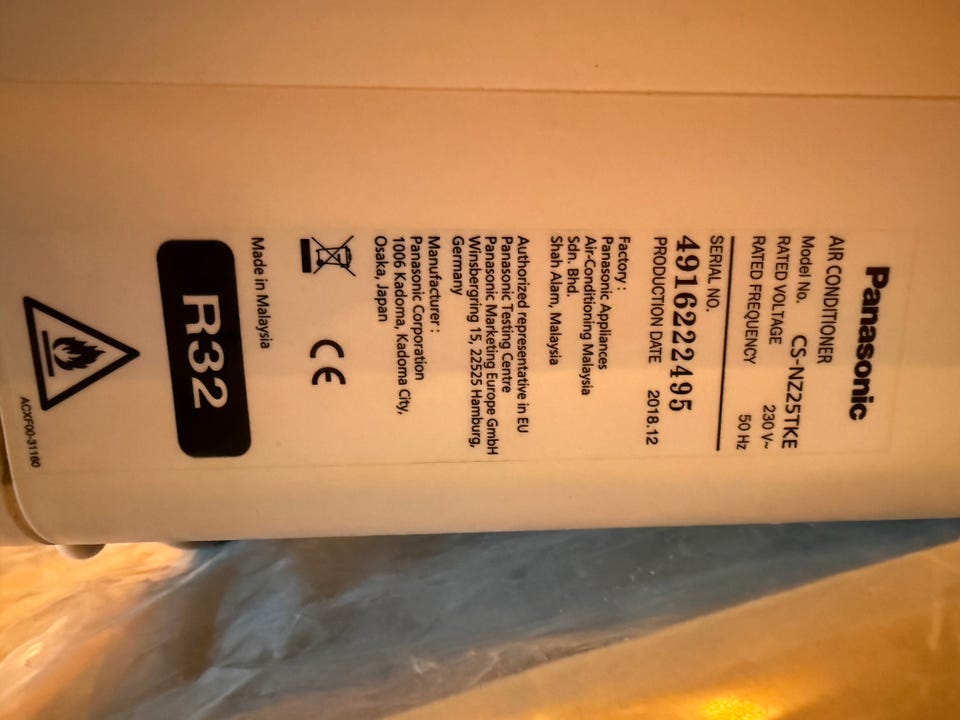 Panasonic
AIR CONDITIONER
Model No. CS-NZ25TKE
RATED VOLTAGE 230 V~
RATED FREQUENCY 50 Hz
SERIAL NO.
4916222495
PRODUCTION DATE 2018.12
Factory :
Panasonic Appliances
Air-Conditioning Malaysia
Sdn. Bhd.
Shah Alam, Malaysia
Authorized representative in EU
Panasonic Testing Centre
Panasonic Marketing Europe GmbH
Winsbergring 15, 22525 Hamburg,
Germany
Manufacturer :
Panasonic Corporation
1006 Kadoma, Kadoma City,
Osaka, Japan
CE
Made in Malaysia
R32
ACXF00-31160